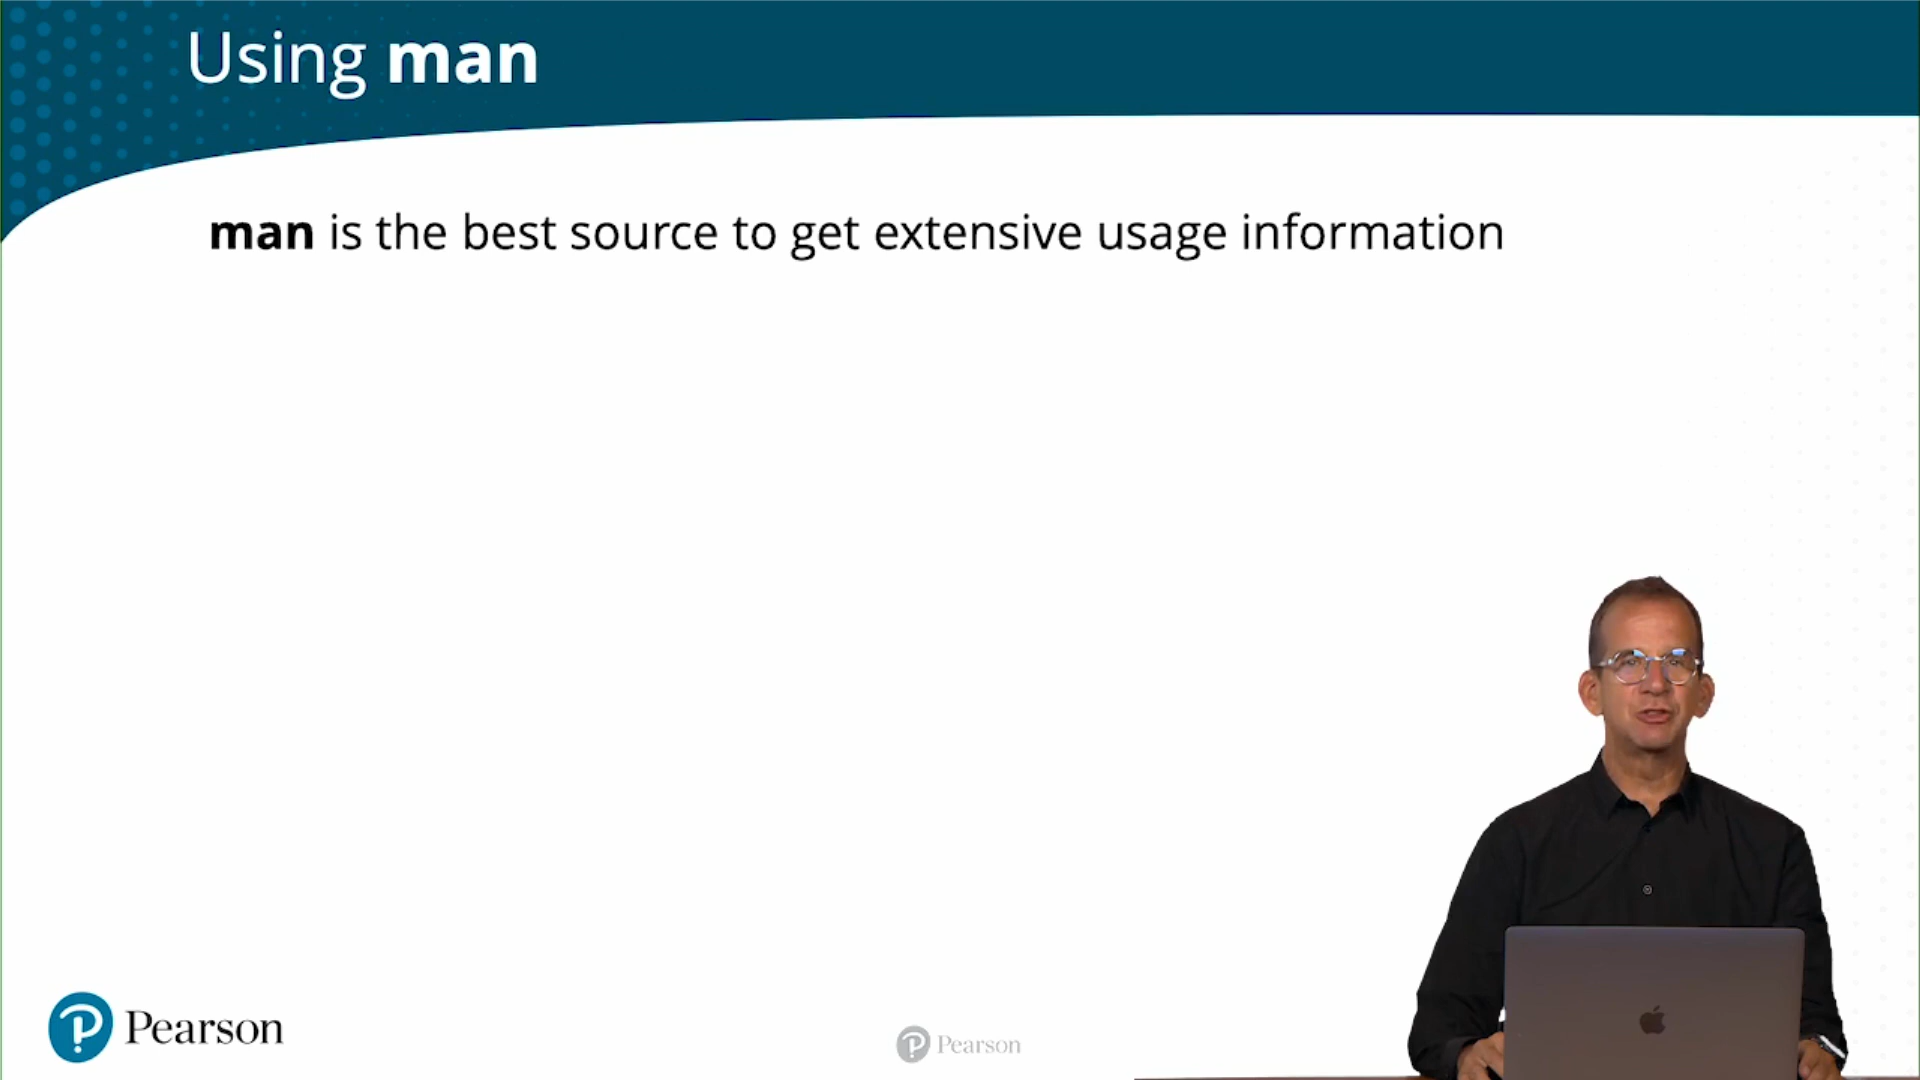 Using man
man is the best source to get extensive usage information
Pearson
Pearson